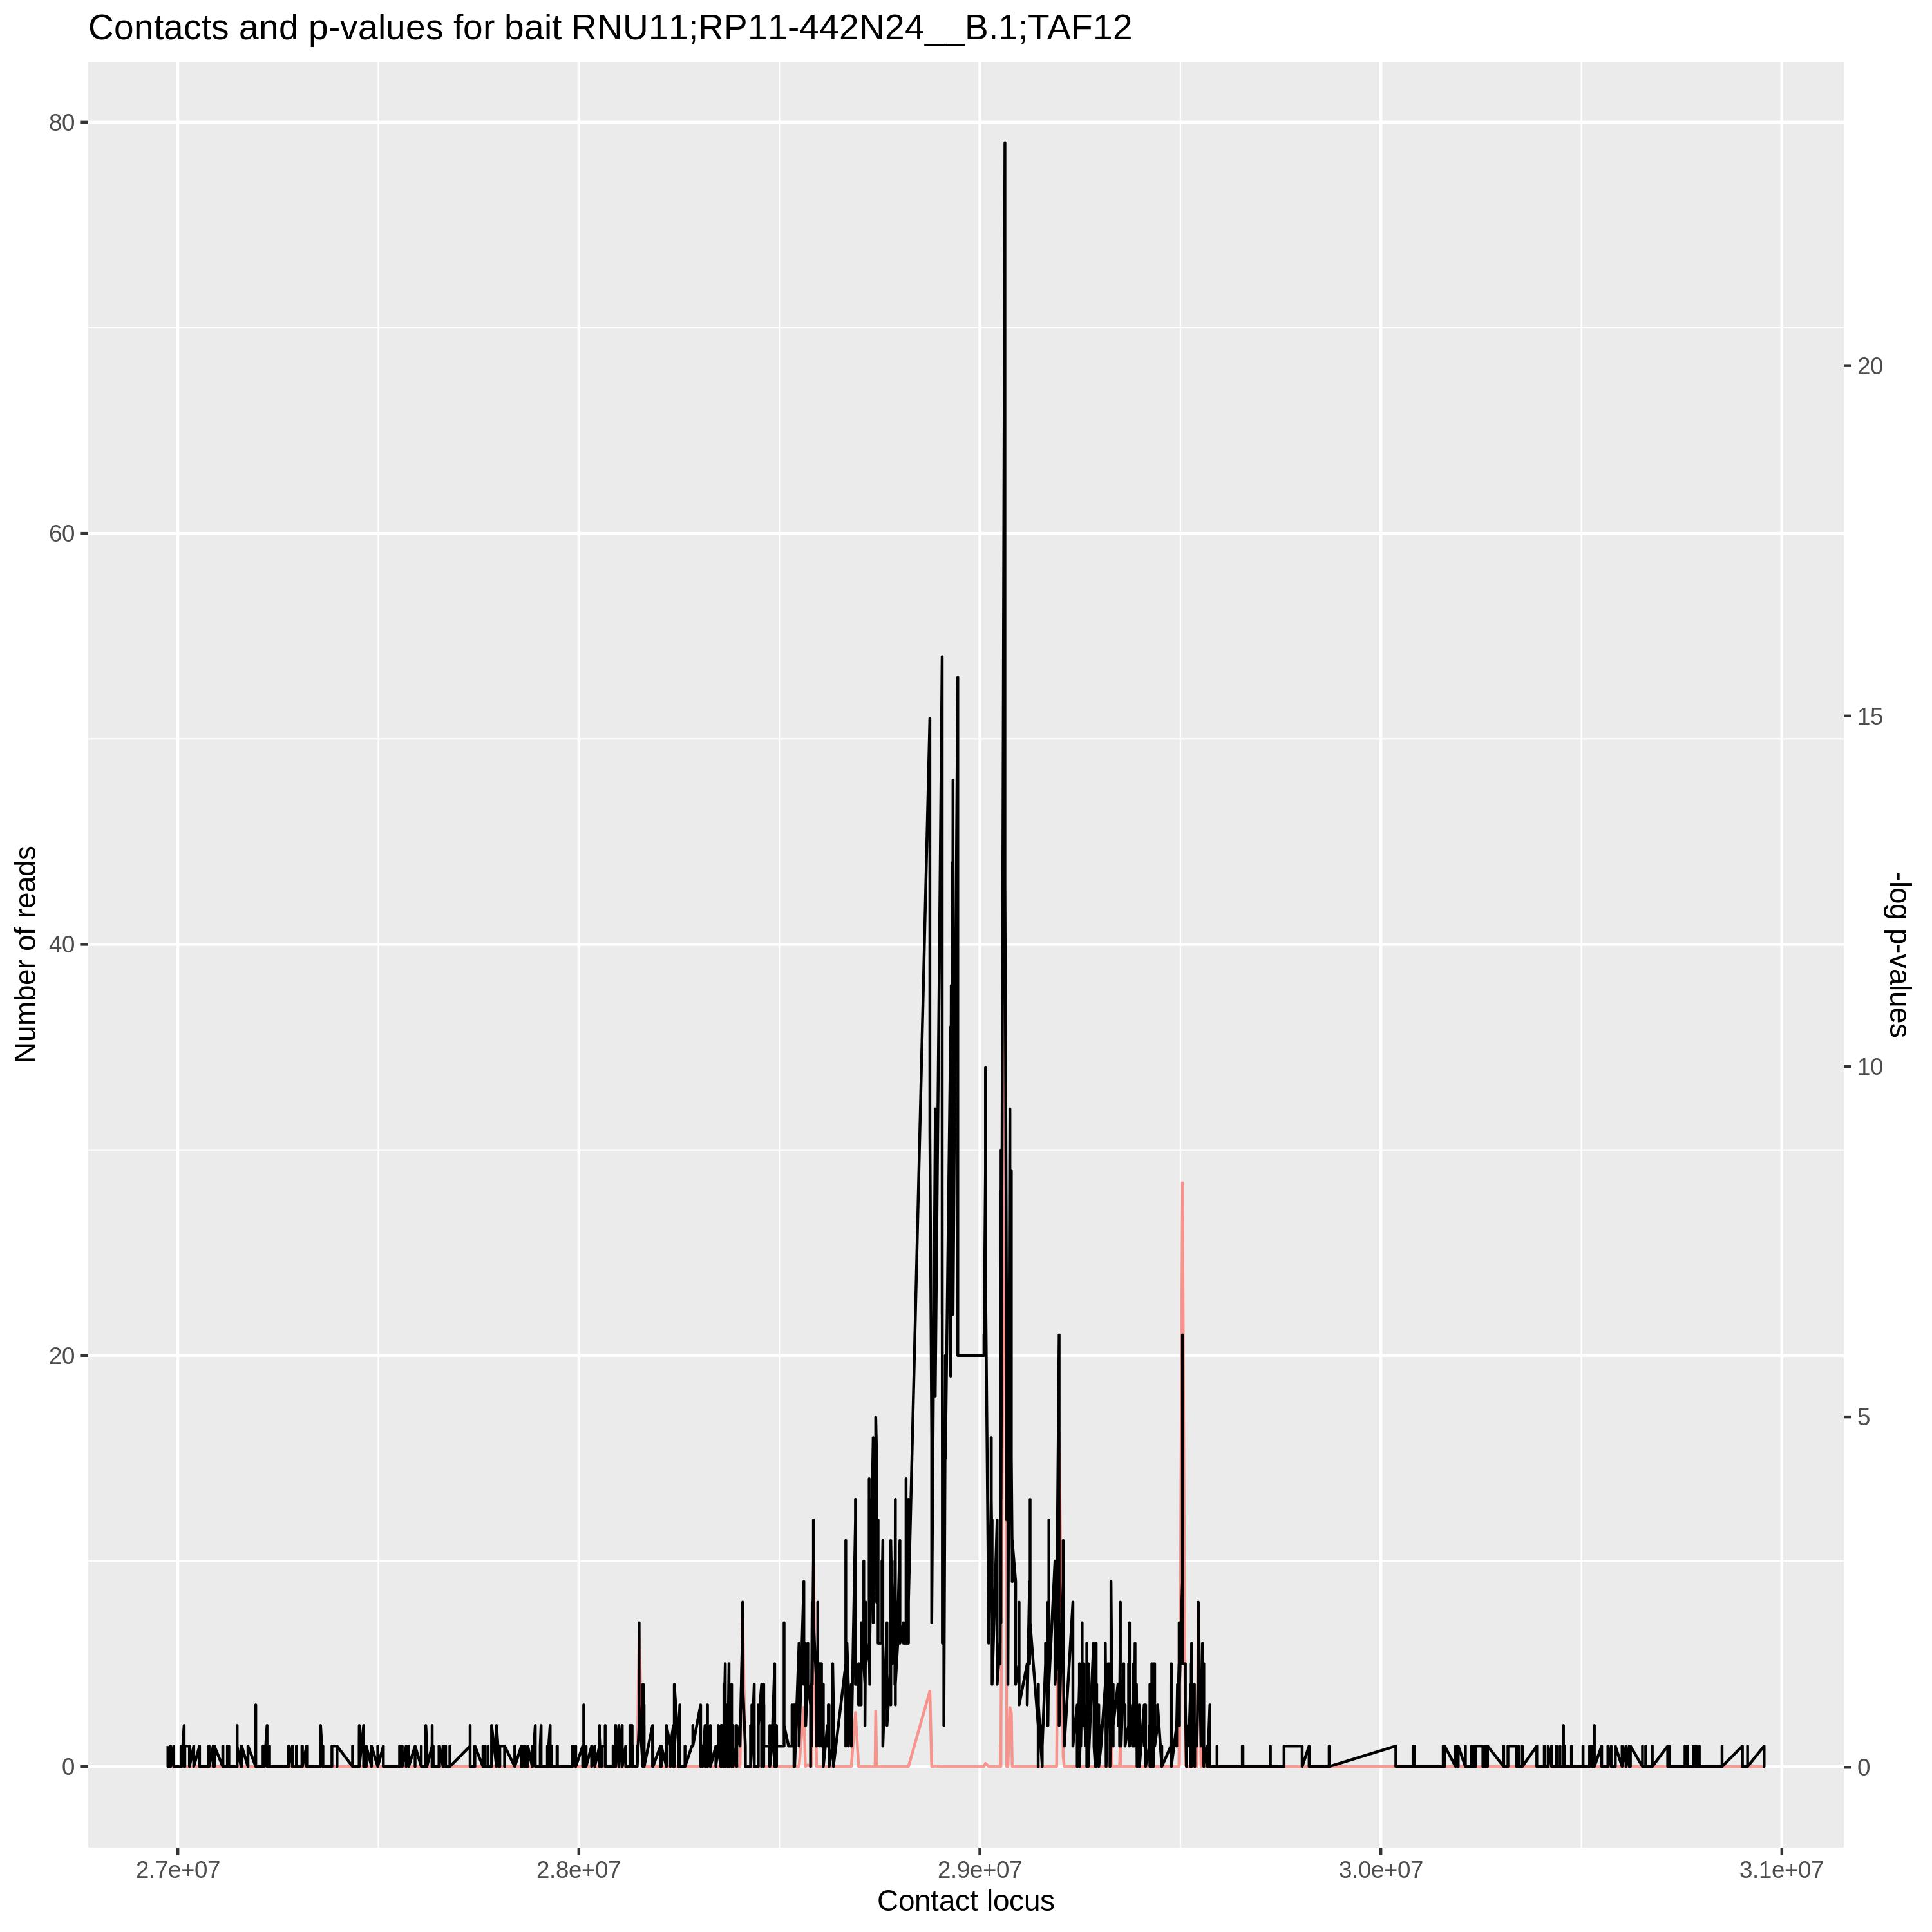 Contacts and p-values for bait RNU11;RP11-442N24__B.1;TAF12
80
60
40
20
0
Number of reads
20
15
10
5
0
-log p-values
2.7e+07
2.8e+07
2.9e+07
3.0e+07
3.1e+07
Contact locus